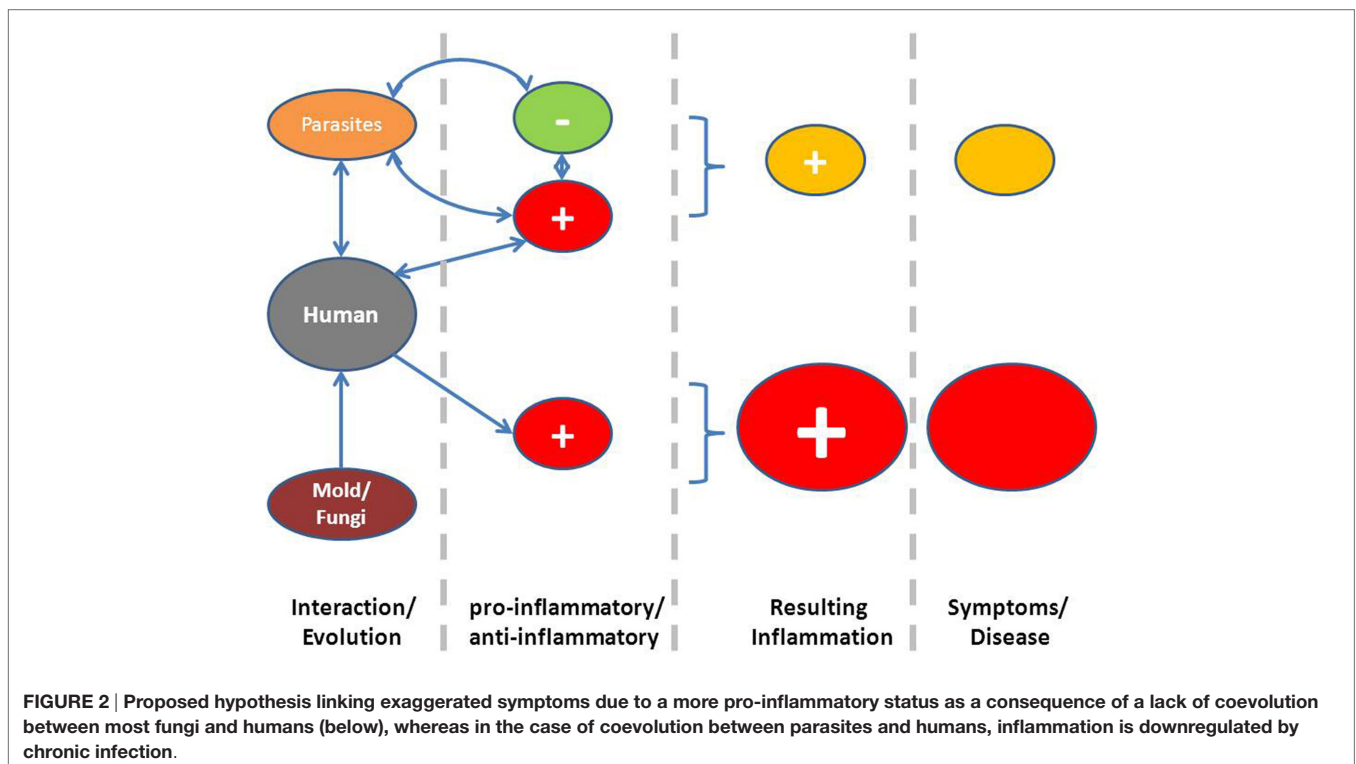 Parasites
-
+
+
Human
+
+
Mold/
Fungi
Interaction/
Evolution
pro-inflammatory/
anti-inflammatory
Resulting
Inflammation
Symptoms/
Disease
FIGURE 2 | Proposed hypothesis linking exaggerated symptoms due to a more pro-inflammatory status as a consequence of a lack of coevolution
between most fungi and humans (below), whereas in the case of coevolution between parasites and humans, inflammation is downregulated by
chronic infection.